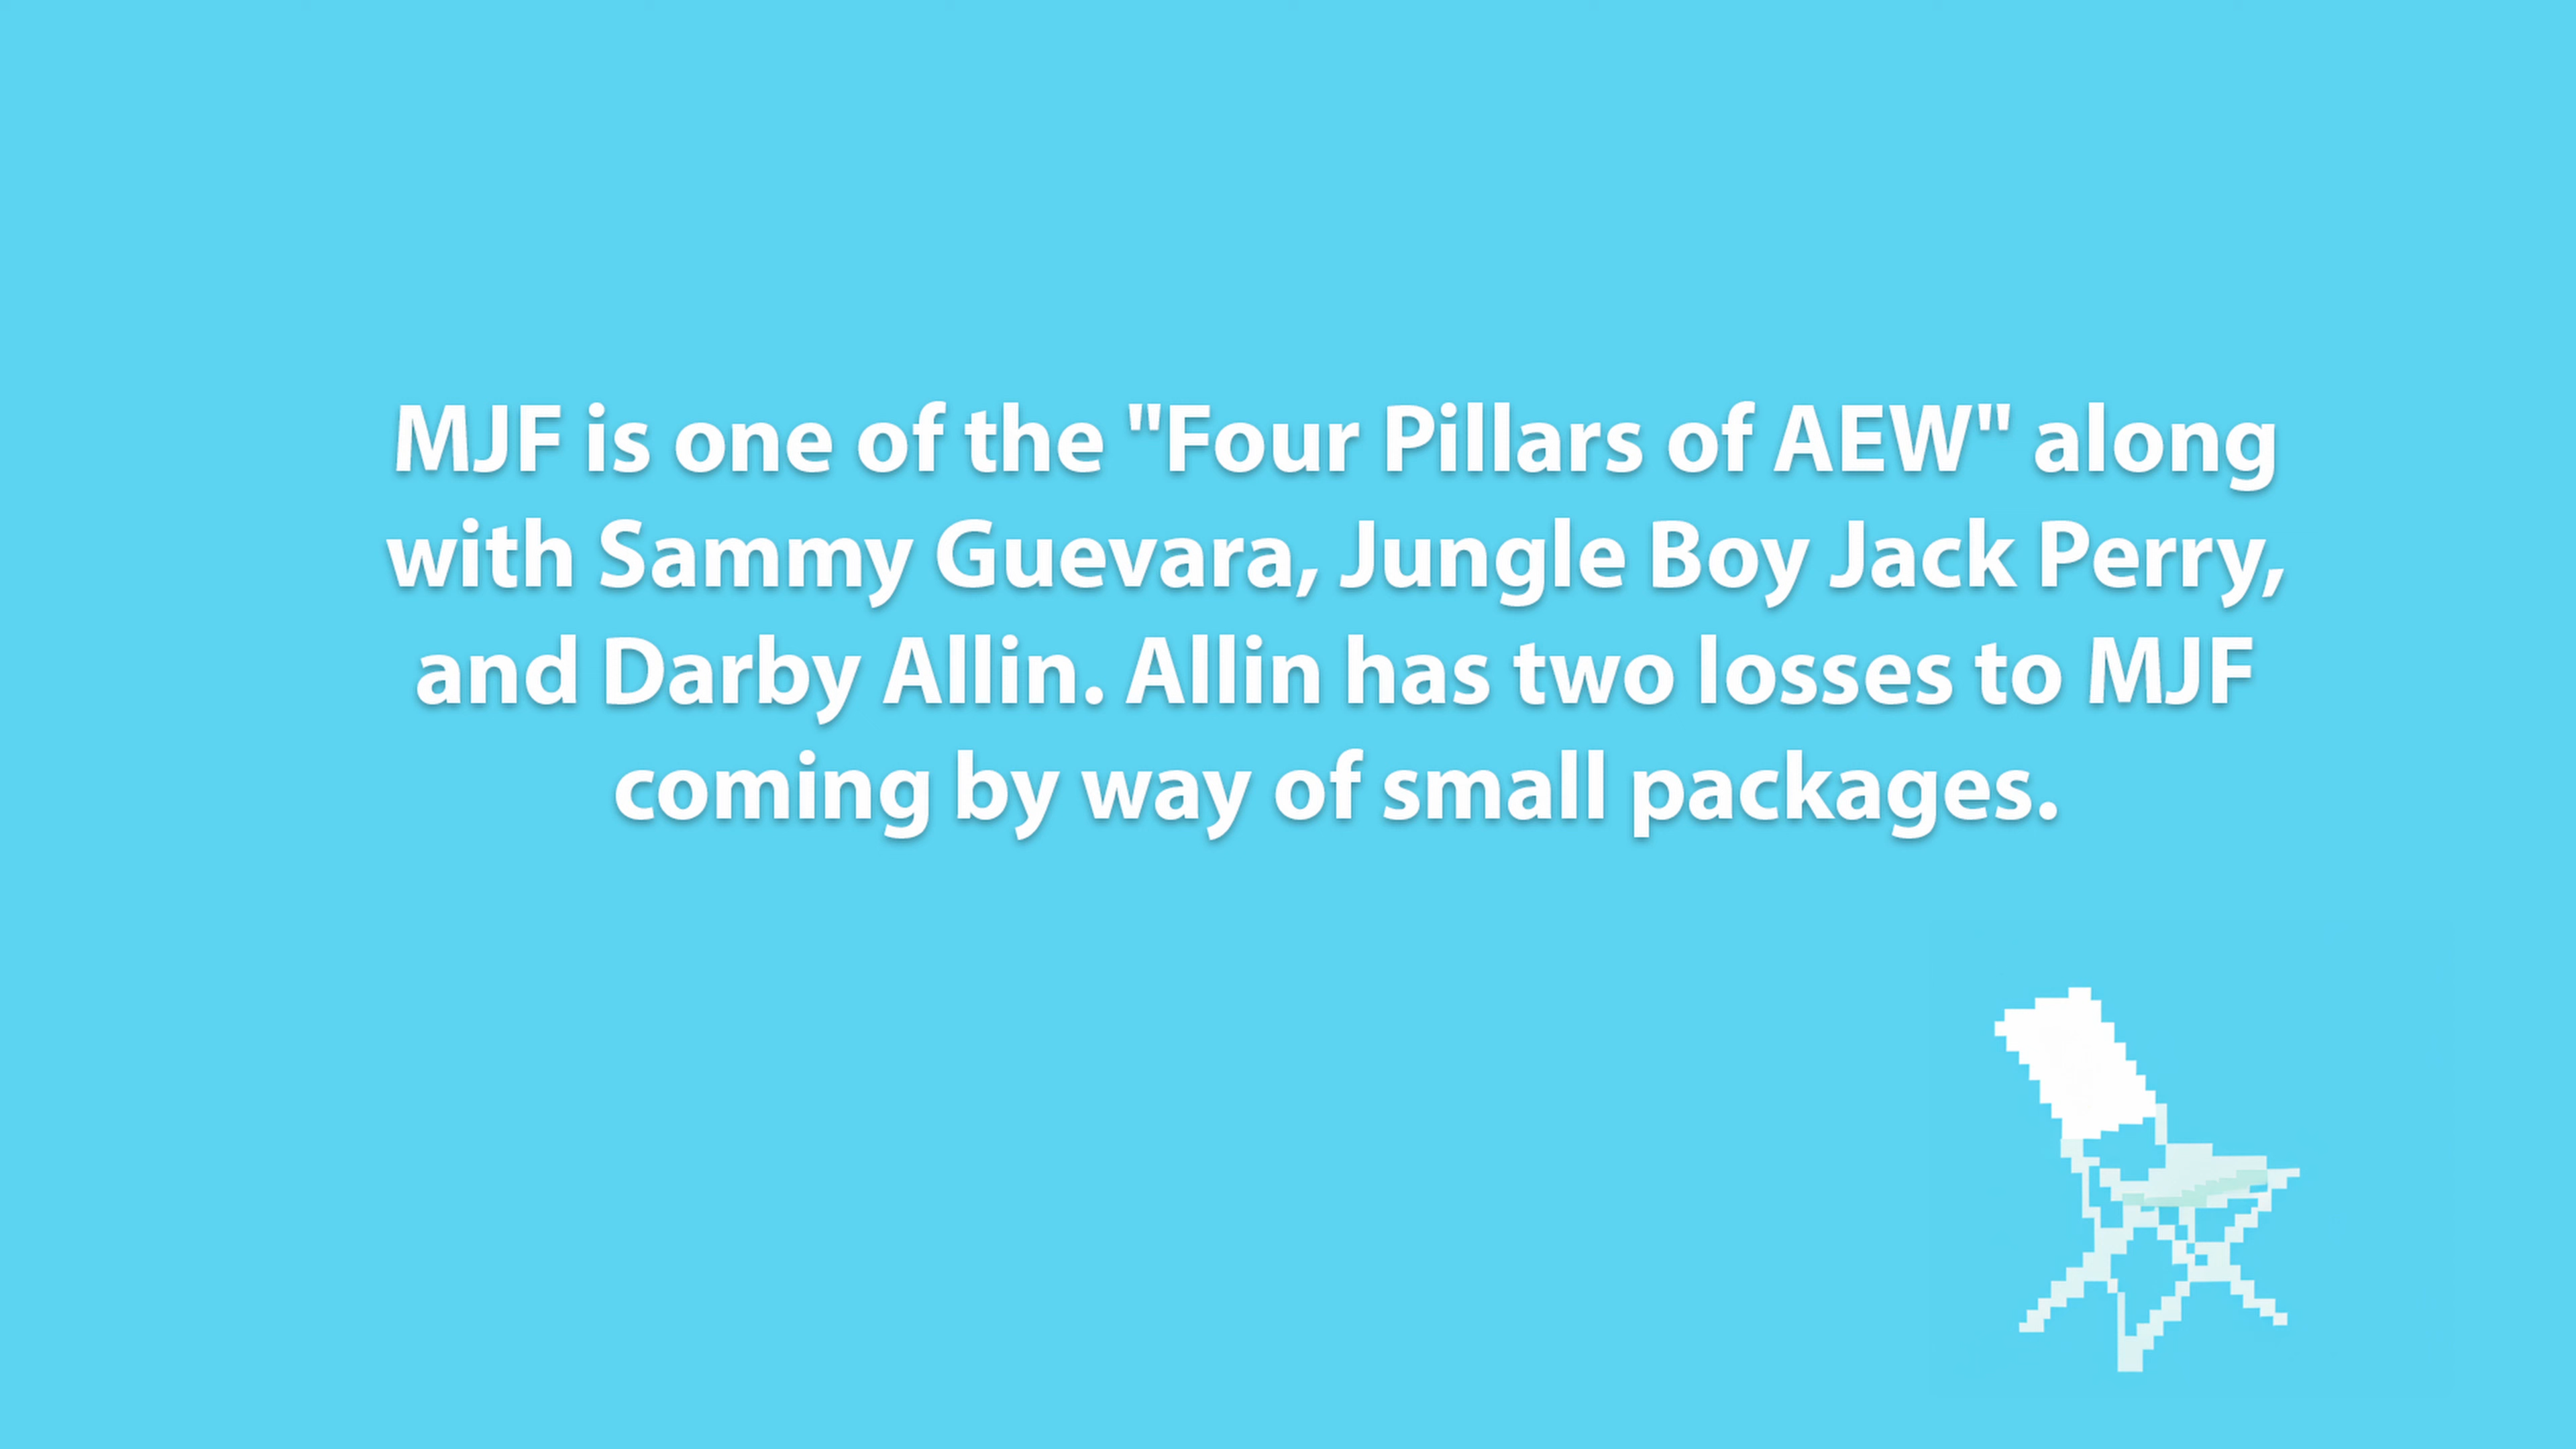 MJF is one of the "Four Pillars of AEW" along
with Sammy Guevara, Jungle Boy Jack Perry,
and Darby Allin. Allin has two losses to MJF
coming by way of small packages.